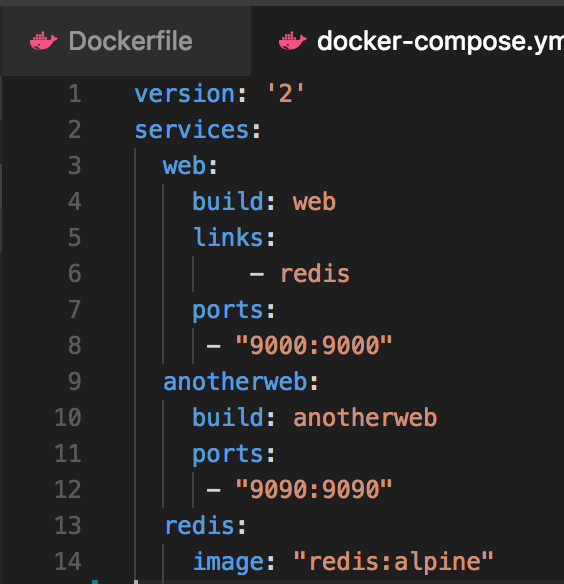 Dockerfile docker-compose.ym
1 version: '2'
2 services:
3   web:
4     build: web
5     links:
6         - redis
7     ports:
8      - "9000:9000"
9   anotherweb:
10     build: anotherweb
11     ports:
12      - "9090:9090"
13   redis:
14     image: "redis:alpine"